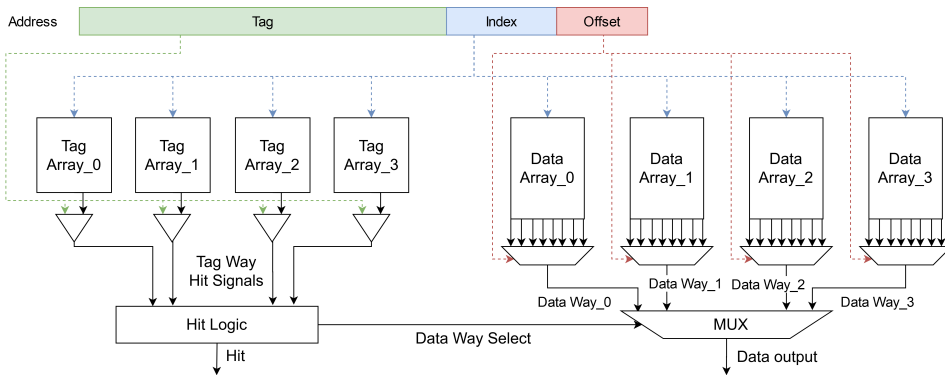 Address
Tag
Index
Offset
Tag
Array_0
Tag
Array_1
Tag
Array_2
Tag
Array_3
Data
Array_0
Data
Array_1
Data
Array_2
Data
Array_3
Tag Way
Hit Signals
Data Way_0
Data Way_1
Data Way_2
Data Way_3
Hit Logic
Data Way Select
MUX
Hit
Data output